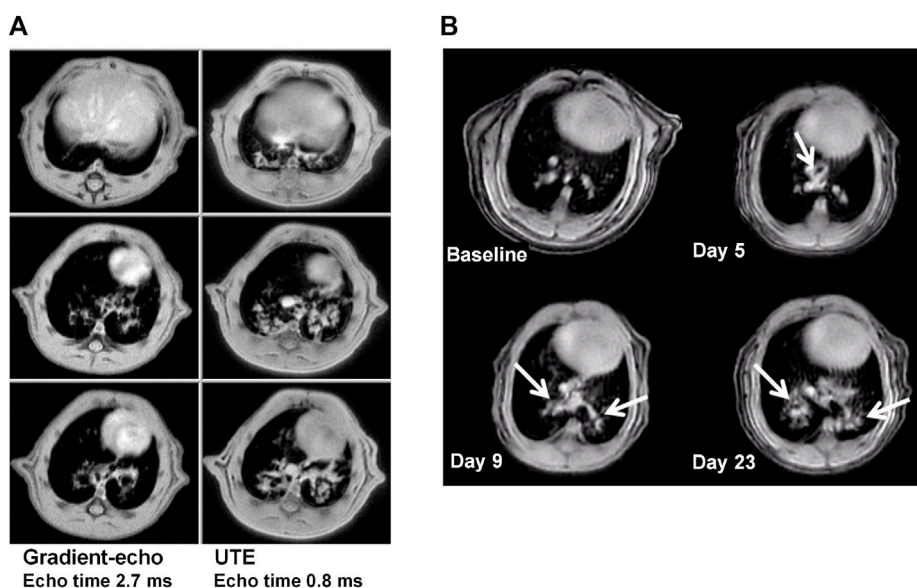 A
B
Baseline
Day 5
Day 9
Day 23
Gradient-echo
Echo time 2.7 ms
UTE
Echo time 0.8 ms